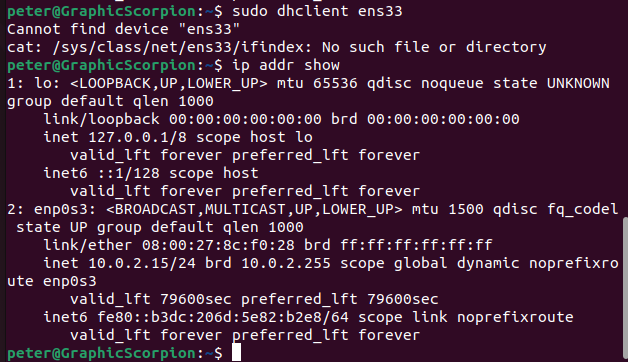 peter@GraphicScorpion:~$ sudo dhclient ens33
Cannot find device "ens33"
cat: /sys/class/net/ens33/ifindex: No such file or directory
peter@GraphicScorpion:~$ ip addr show
1: lo: <LOOPBACK,UP,LOWER_UP> mtu 65536 qdisc noqueue state UNKNOWN
group default qlen 1000
    link/loopback 00:00:00:00:00:00 brd 00:00:00:00:00:00
    inet 127.0.0.1/8 scope host lo
       valid_lft forever preferred_lft forever
    inet6 ::1/128 scope host
       valid_lft forever preferred_lft forever
2: enp0s3: <BROADCAST,MULTICAST,UP,LOWER_UP> mtu 1500 qdisc fq_codel
 state UP group default qlen 1000
    link/ether 08:00:27:8c:f0:28 brd ff:ff:ff:ff:ff:ff
    inet 10.0.2.15/24 brd 10.0.2.255 scope global dynamic noprefixro
ute enp0s3
       valid_lft 79600sec preferred_lft 79600sec
    inet6 fe80::b3dc:206d:5e82:b2e8/64 scope link noprefixroute
       valid_lft forever preferred_lft forever
peter@GraphicScorpion:~$